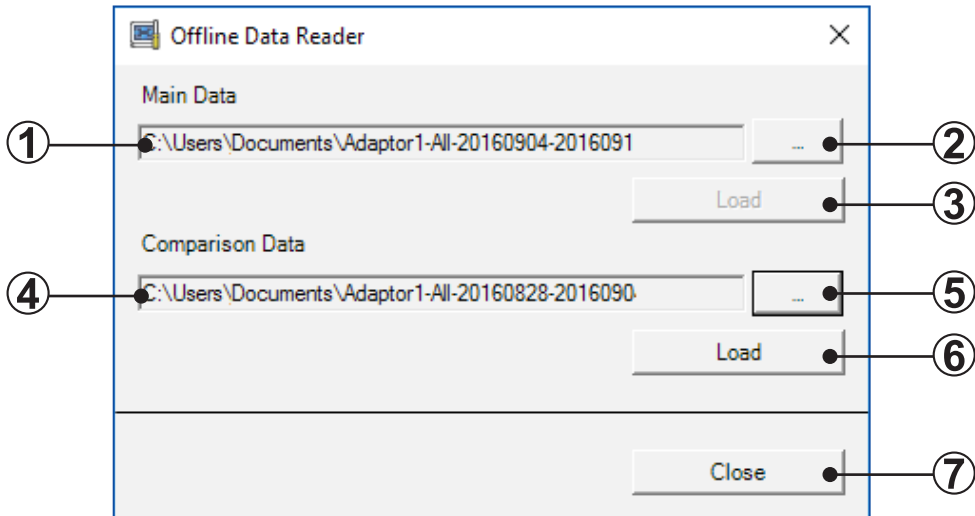 Offline Data Reader
Main Data
1 C:\Users\Documents\Adaptor1-All-20160904-2016091 ... 2
Load 3
Comparison Data
4 C:\Users\Documents\Adaptor1-All-20160828-2016090 ... 5
Load 6
Close 7